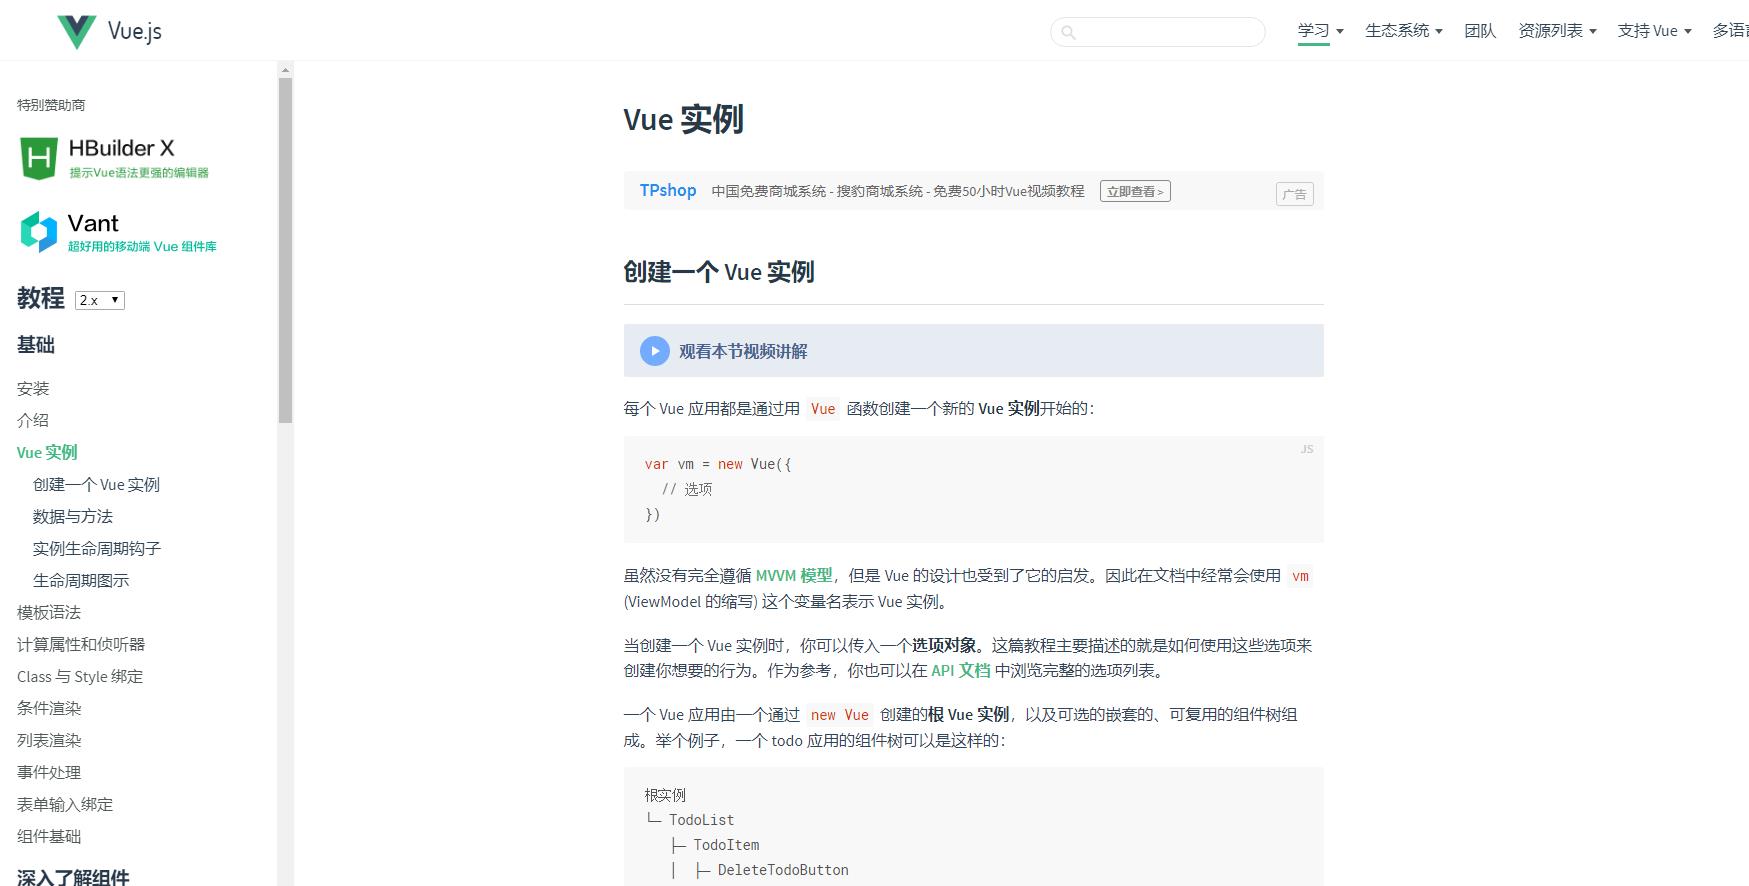 Vue.js
学习
生态系统
团队
资源列表
支持 Vue
多语
特别赞助商
HBuilder X
提示Vue语法更强的编辑器
Vant
超好用的移动端 Vue 组件库
教程 2.x
基础
安装
介绍
Vue 实例
创建一个 Vue 实例
数据与方法
实例生命周期钩子
生命周期图示
模板语法
计算属性和侦听器
Class 与 Style 绑定
条件渲染
列表渲染
事件处理
表单输入绑定
组件基础
深入了解组件
Vue 实例
TPshop 中国免费商城系统 - 搜豹商城系统 - 免费50小时Vue视频教程 立即查看 >
广告
创建一个 Vue 实例
观看本节视频讲解
每个 Vue 应用都是通过用 Vue 函数创建一个新的 Vue 实例开始的：
JS
var vm = new Vue({
// 选项
})
虽然没有完全遵循 MVVM 模型，但是 Vue 的设计也受到了它的启发。因此在文档中经常会使用 vm
(ViewModel 的缩写) 这个变量名表示 Vue 实例。
当创建一个 Vue 实例时，你可以传入一个选项对象。这篇教程主要描述的就是如何使用这些选项来
创建你想要的行为。作为参考，你也可以在 API 文档 中浏览完整的选项列表。
一个 Vue 应用由一个通过 new Vue 创建的根 Vue 实例，以及可选的嵌套的、可复用的组件树组
成。举个例子，一个 todo 应用的组件树可以是这样的：
根实例
└─ TodoList
├─ TodoItem
│ ├─ DeleteTodoButton